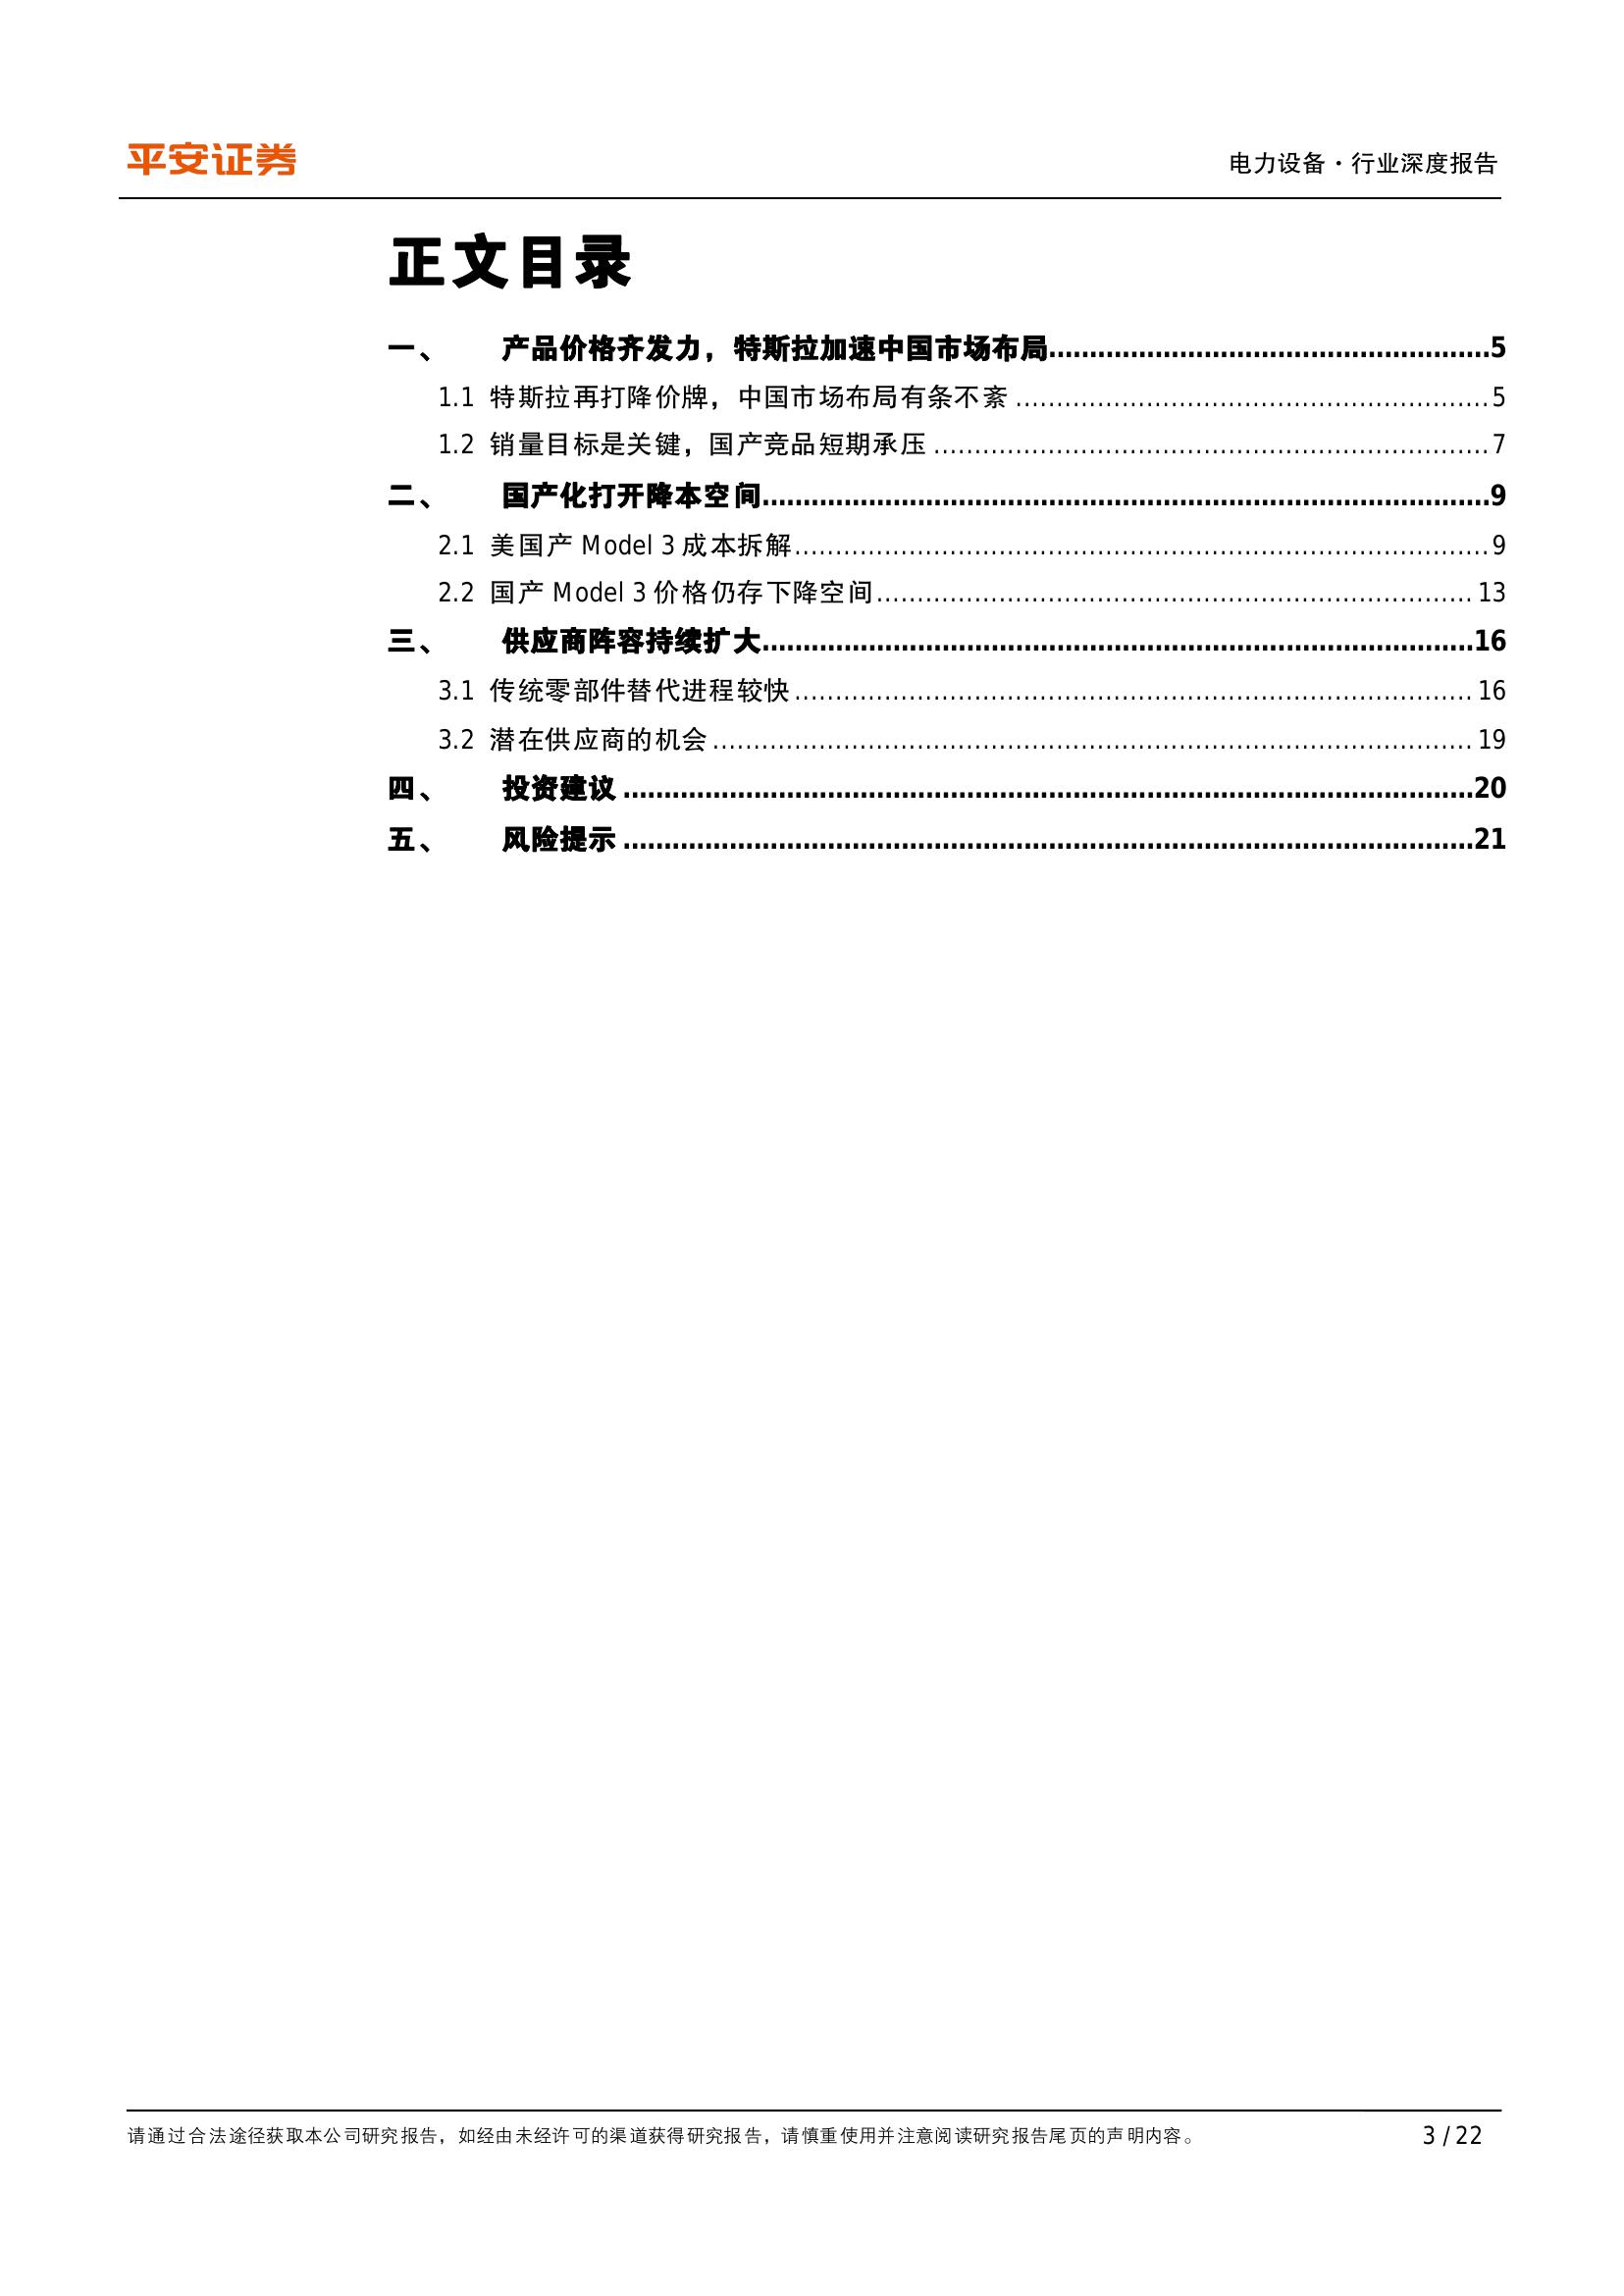 平安证券
电力设备·行业深度报告
正文目录
一、 产品价格齐发力，特斯拉加速中国市场布局.....................................................5
1.1 特斯拉再打降价牌，中国市场布局有条不紊..........................................................5
1.2 销量目标是关键，国产竞品短期承压....................................................................7
二、 国产化打开降本空间........................................................................................9
2.1 美国产 Model 3 成本拆解.....................................................................................9
2.2 国产 Model 3 价格仍存下降空间.........................................................................13
三、 供应商阵容持续扩大......................................................................................16
3.1 传统零部件替代进程较快...................................................................................16
3.2 潜在供应商的机会.............................................................................................19
四、 投资建议.......................................................................................................20
五、 风险提示.......................................................................................................21
请通过合法途径获取本公司研究报告，如经由未经许可的渠道获得研究报告，请慎重使用并注意阅读研究报告尾页的声明内容。 3 / 22